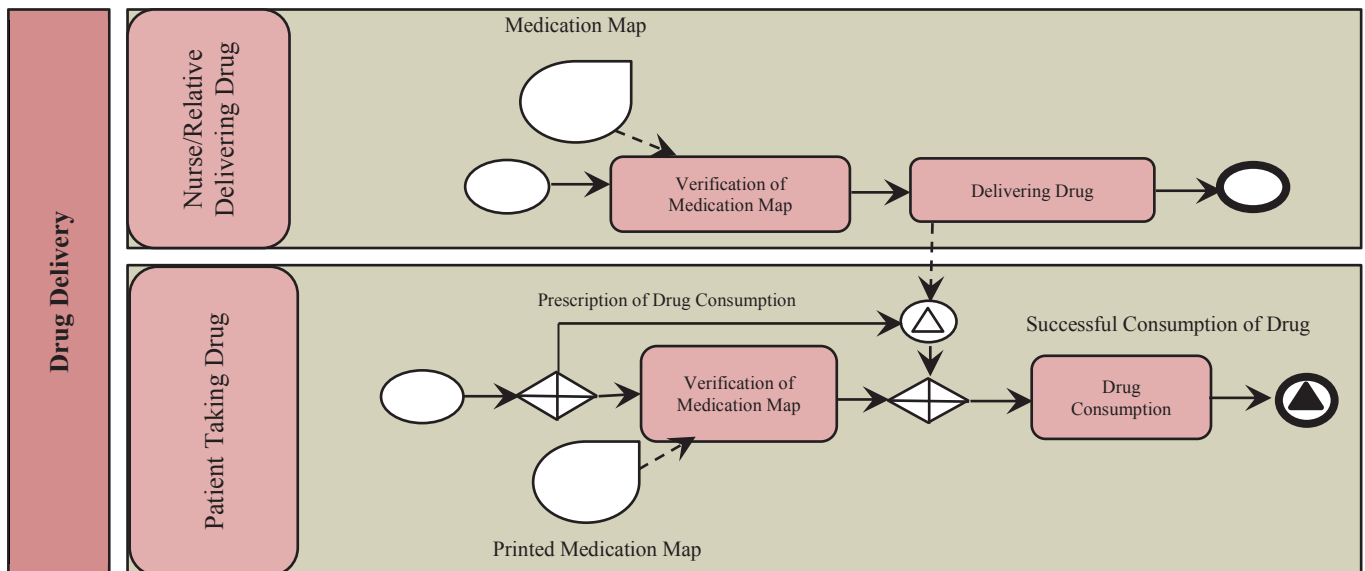 Drug Delivery
Nurse/Relative
Delivering Drug
Medication Map
Verification of
Medication Map
Delivering Drug
Patient Taking Drug
Prescription of Drug Consumption
Successful Consumption of Drug
Verification of
Medication Map
Drug
Consumption
Printed Medication Map